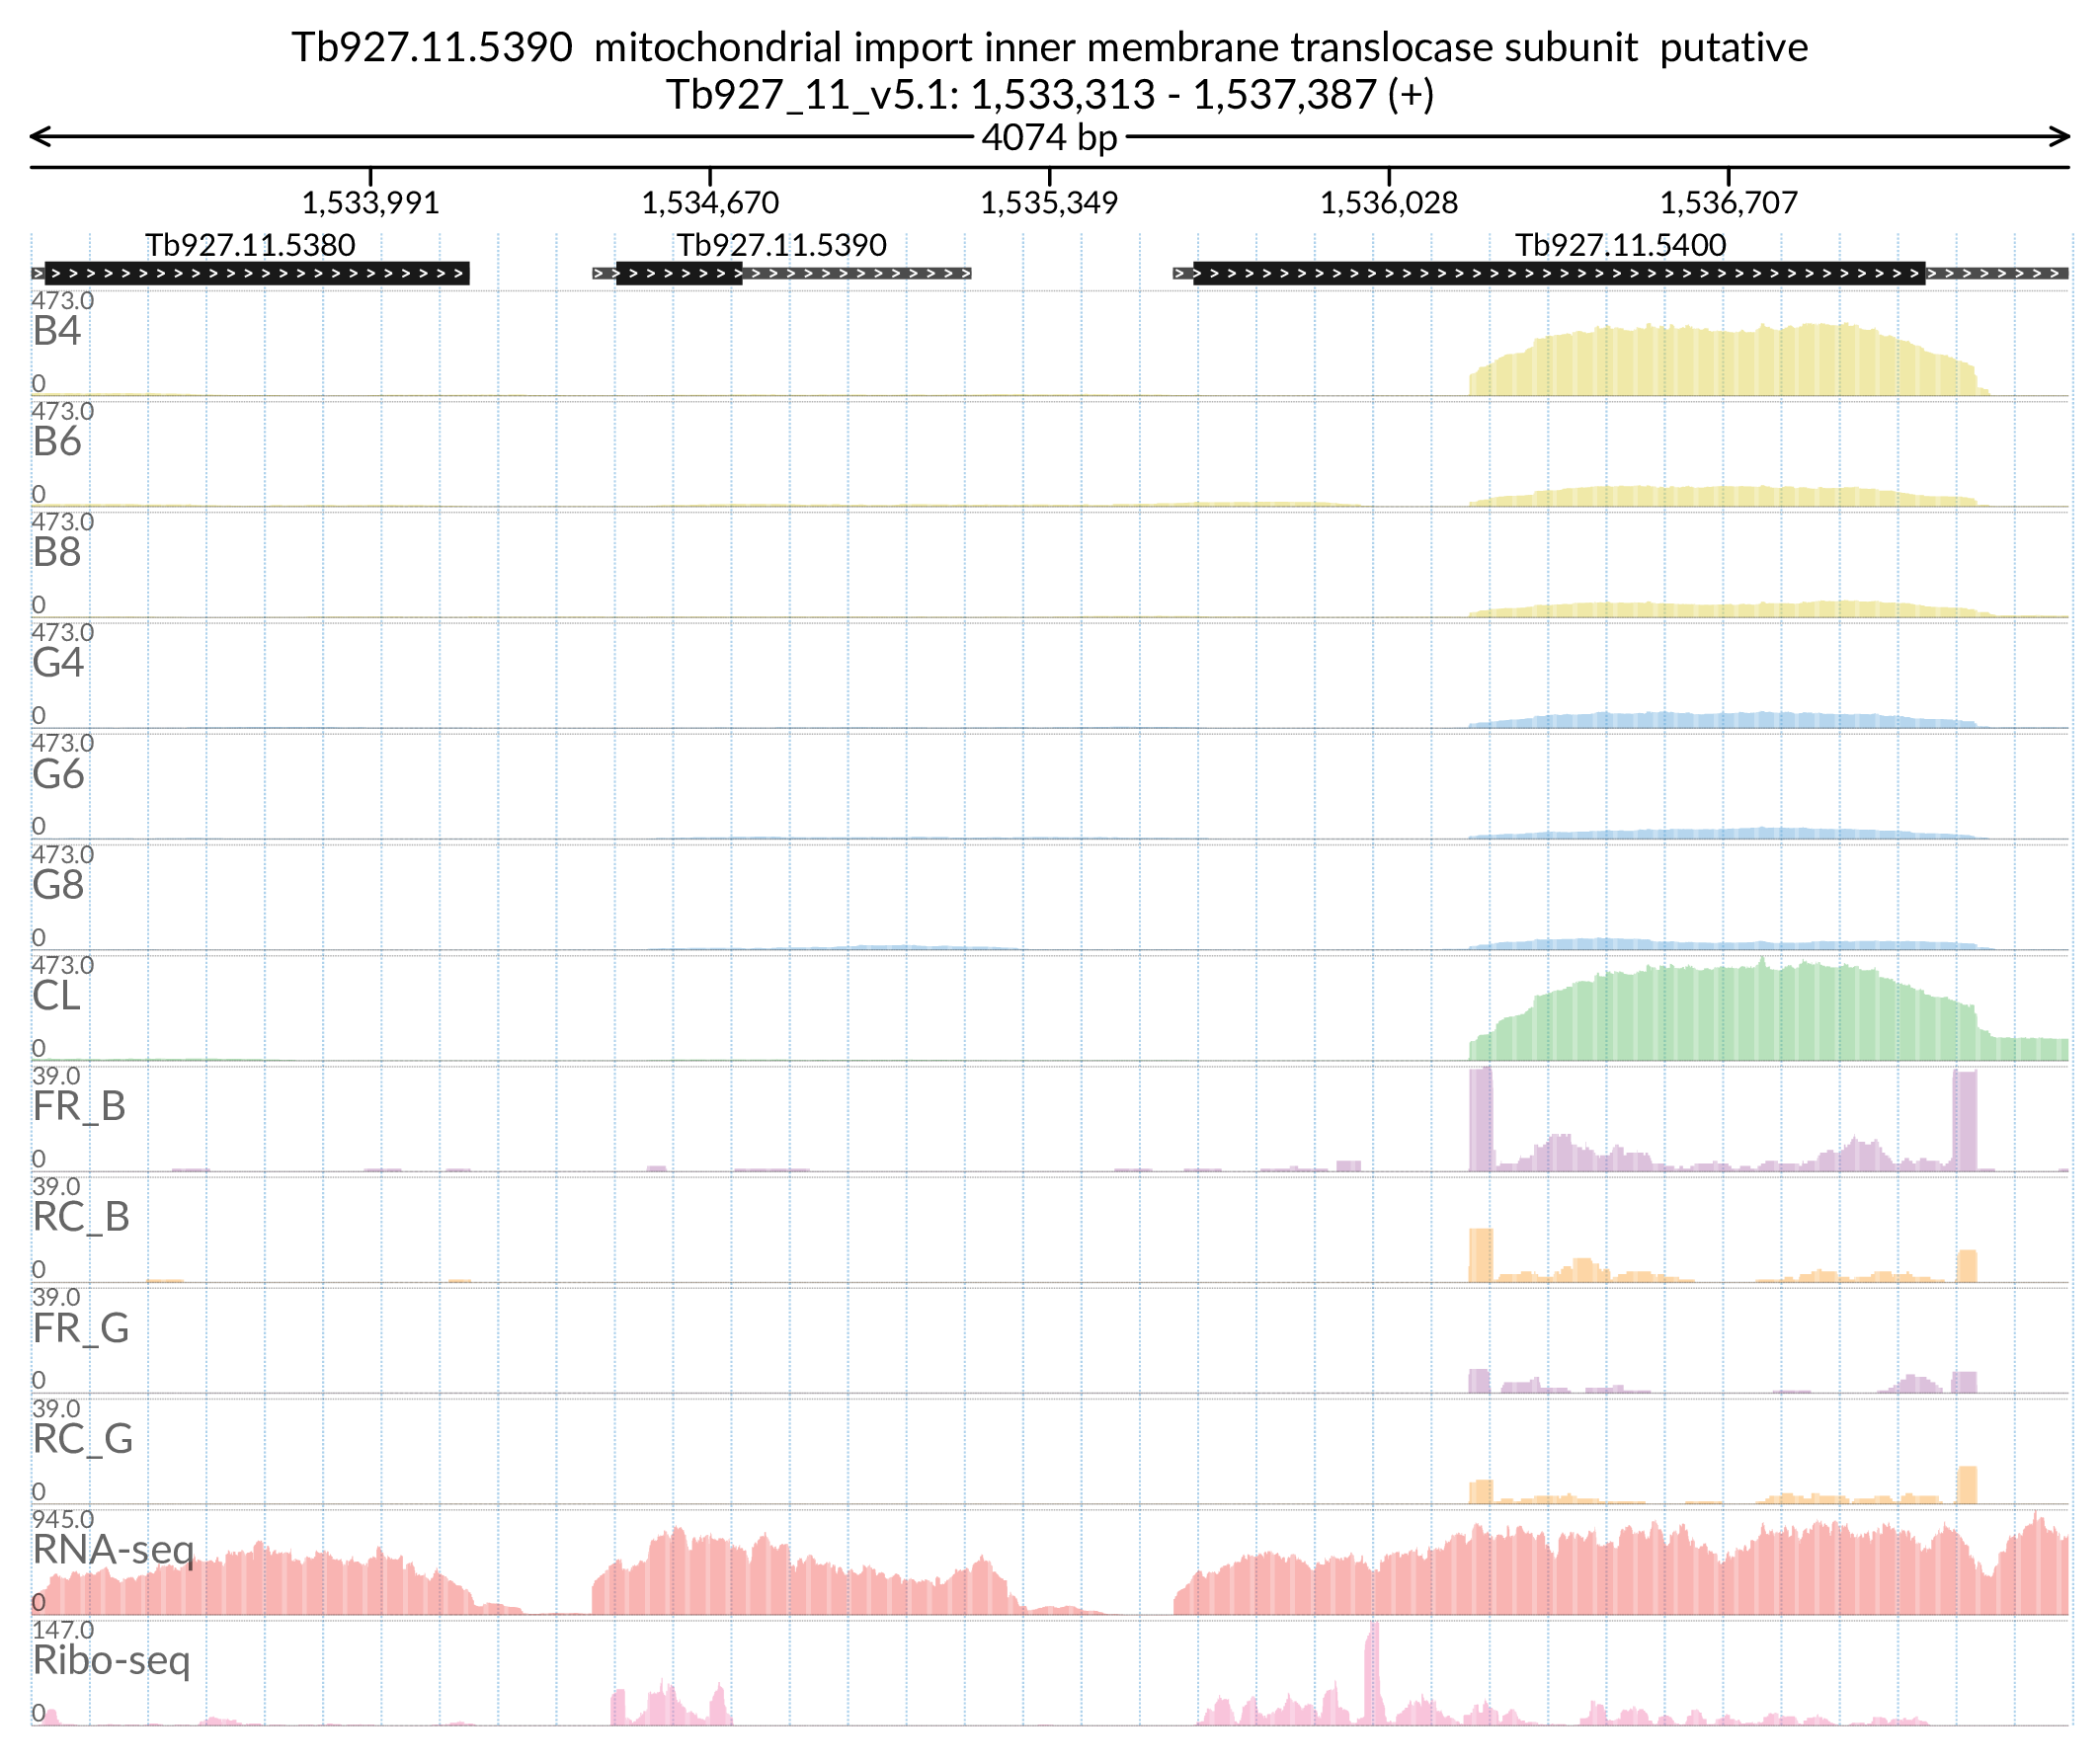 Tb927.11.5390  mitochondrial import inner membrane translocase subunit  putative
Tb927_11_v5.1: 1,533,313 - 1,537,387 (+)
4074 bp
1,533,991 1,534,670 1,535,349 1,536,028 1,536,707
Tb927.11.5380 Tb927.11.5390 Tb927.11.5400
473.0
B4
0
473.0
B6
0
473.0
B8
0
473.0
G4
0
473.0
G6
0
473.0
G8
0
473.0
CL
0
39.0
FR_B
0
39.0
RC_B
0
39.0
FR_G
0
39.0
RC_G
0
945.0
RNA-seq
0
147.0
Ribo-seq
0